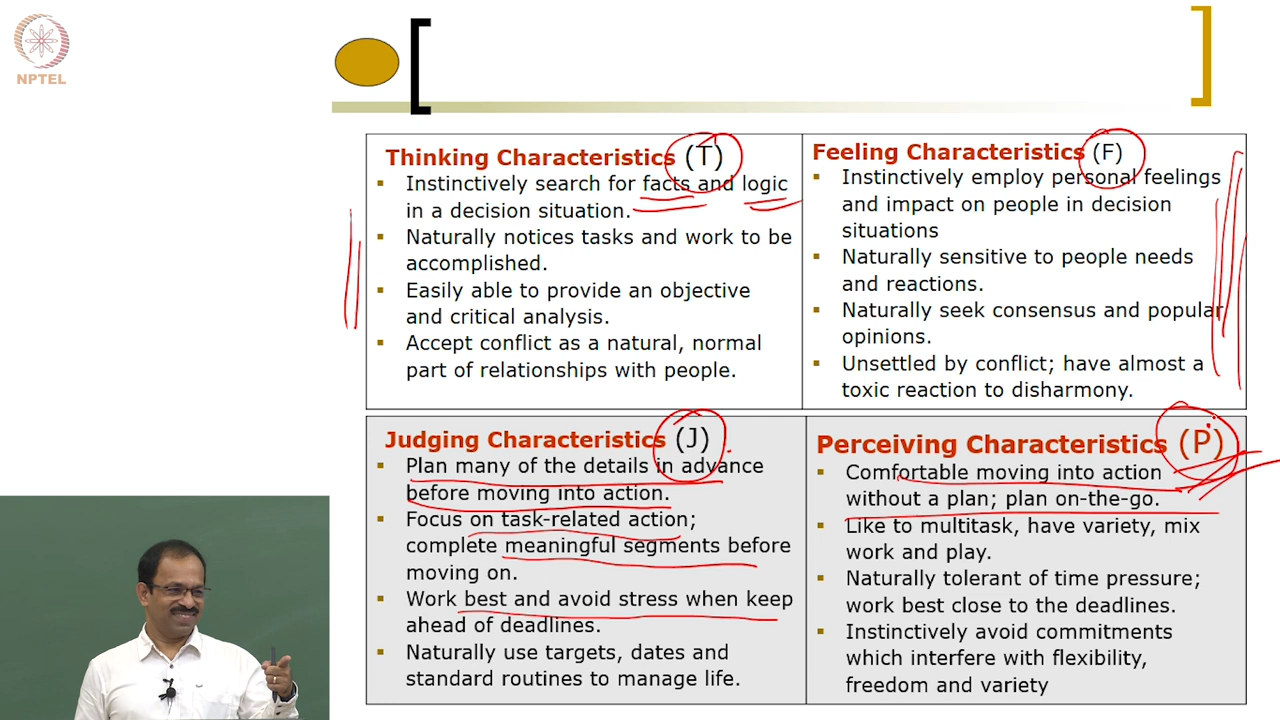 NPTEL
Thinking Characteristics (T)
Instinctively search for facts and logic
in a decision situation.
Naturally notices tasks and work to be
accomplished.
Easily able to provide an objective
and critical analysis.
Accept conflict as a natural, normal
part of relationships with people.
Feeling Characteristics (F)
Instinctively employ personal feelings
and impact on people in decision
situations
Naturally sensitive to people needs
and reactions.
Naturally seek consensus and popular
opinions.
Unsettled by conflict; have almost a
toxic reaction to disharmony.
Judging Characteristics (J)
Plan many of the details in advance
before moving into action.
Focus on task-related action;
complete meaningful segments before
moving on.
Work best and avoid stress when keep
ahead of deadlines.
Naturally use targets, dates and
standard routines to manage life.
Perceiving Characteristics (P)
Comfortable moving into action
without a plan; plan on-the-go.
Like to multitask, have variety, mix
work and play.
Naturally tolerant of time pressure;
work best close to the deadlines.
Instinctively avoid commitments
which interfere with flexibility,
freedom and variety